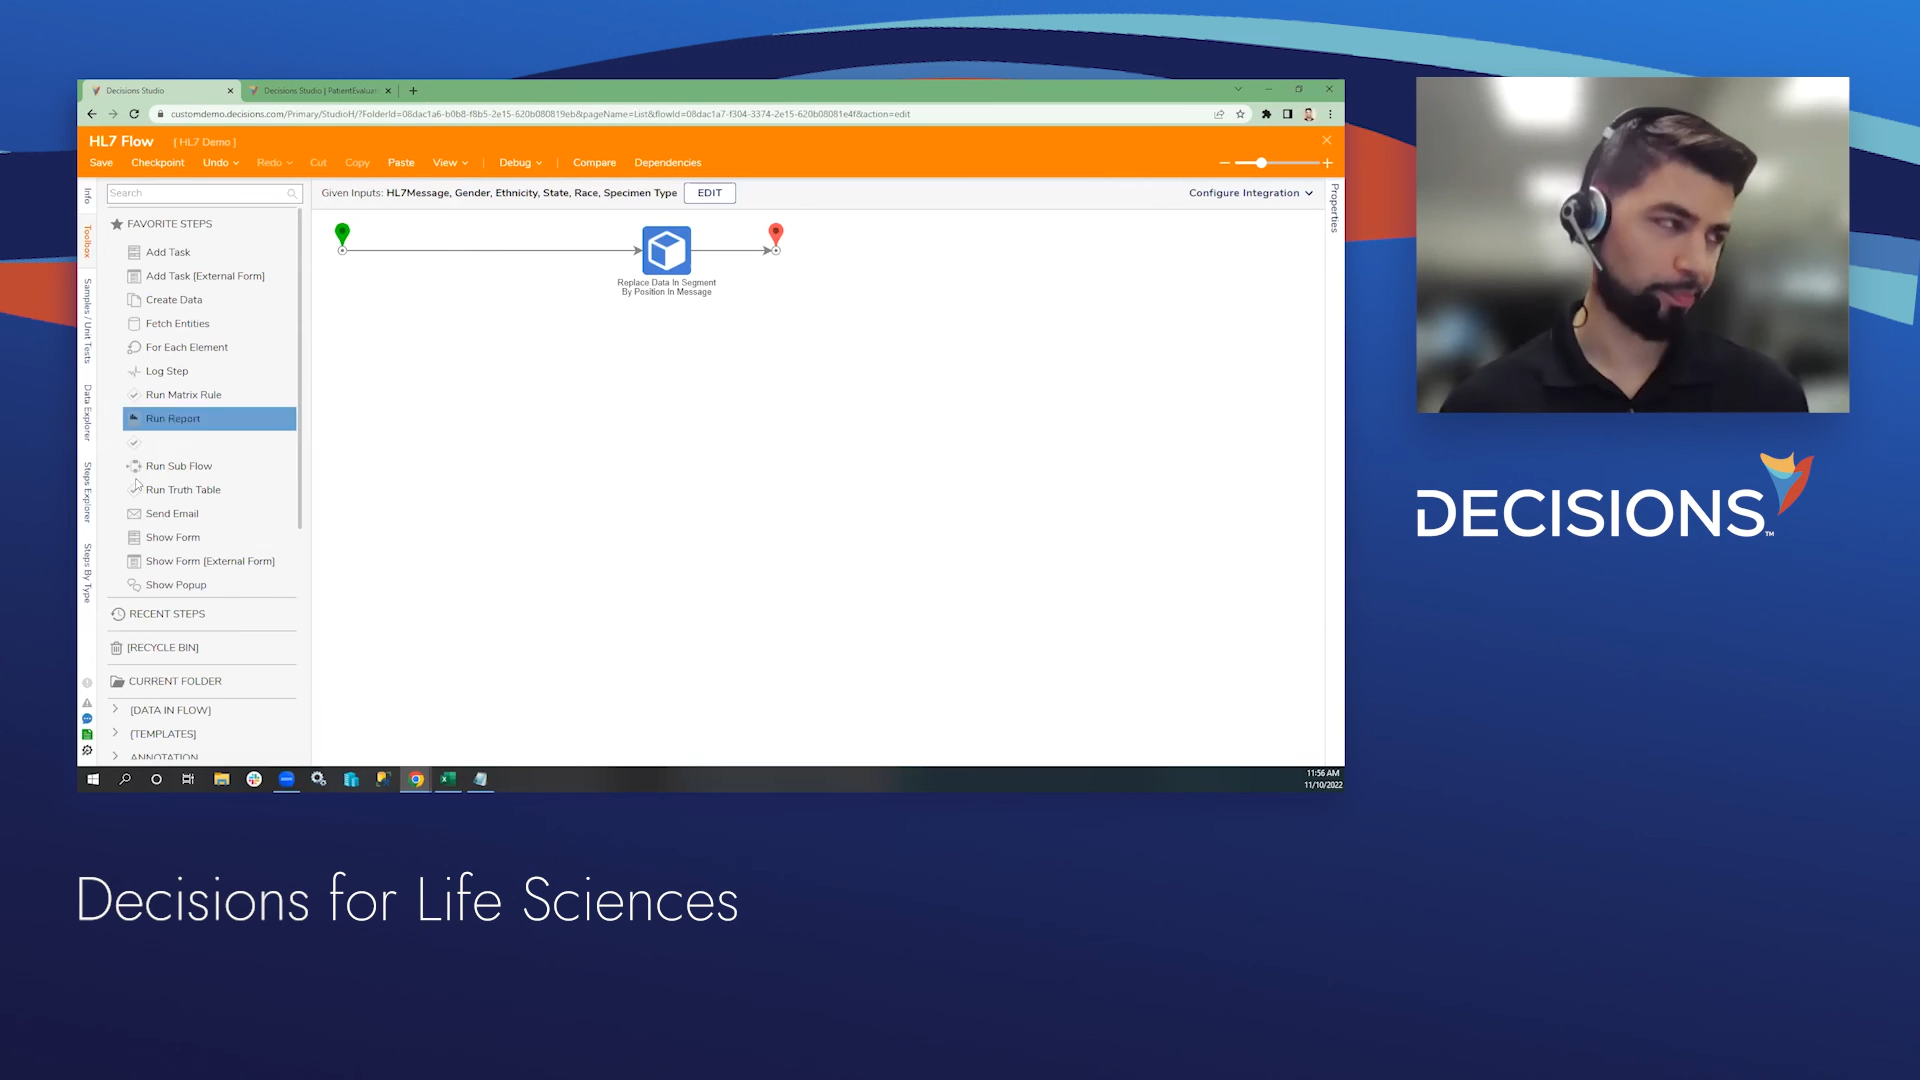 Decisions Studio
Decisions Studio | PatientEvaluat
customdemo.decisions.com/Primary/StudioH/?FolderId=08dac1a6-b0b8-f8b5-2e15-620b080819eb&pageName=List&flowId=08dac1a7-f304-3374-2e15-620b08081e4f&action=edit
HL7 Flow [ HL7 Demo ]
Save Checkpoint Undo Redo Cut Copy Paste View Debug Compare Dependencies
Info
Toolbox
Samples / Unit Tests
Data Explorer
Steps Explorer
Steps By Type
Search
FAVORITE STEPS
Add Task
Add Task [External Form]
Create Data
Fetch Entities
For Each Element
Log Step
Run Matrix Rule
Run Report
Run Sub Flow
Run Truth Table
Send Email
Show Form
Show Form [External Form]
Show Popup
RECENT STEPS
[RECYCLE BIN]
CURRENT FOLDER
[DATA IN FLOW]
[TEMPLATES]
ANNOTATION
Given Inputs: HL7Message, Gender, Ethnicity, State, Race, Specimen Type EDIT
Configure Integration
Properties
Replace Data In Segment
By Position In Message
11:56 AM
11/10/2022
DECISIONS™
Decisions for Life Sciences